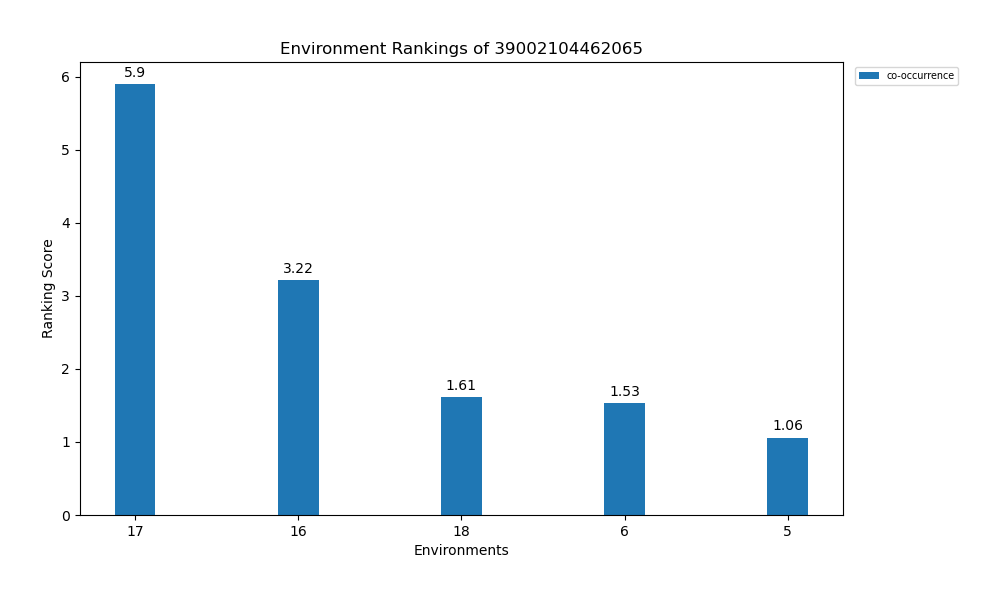 Environment Rankings of 39002104462065
co-occurrence
Ranking Score
6
5
4
3
2
1
0
5.9
3.22
1.61
1.53
1.06
17 16 18 6 5
Environments